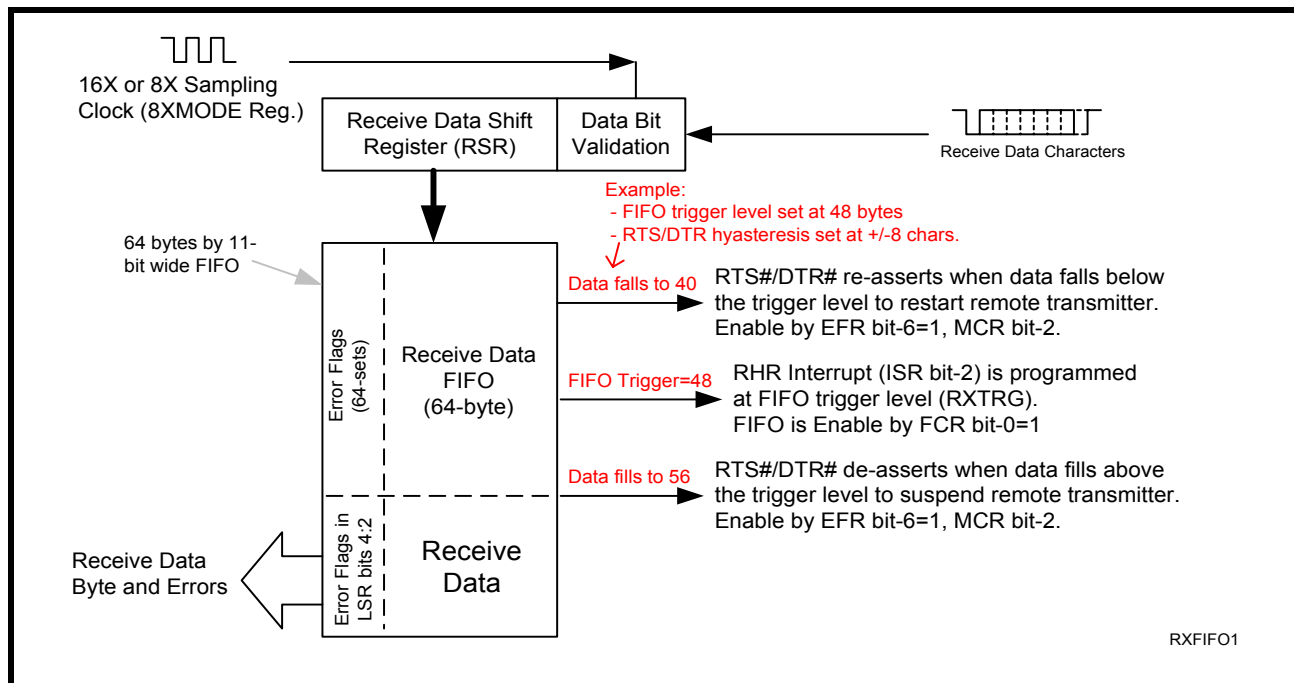 16X or 8X Sampling
Clock (8XMODE Reg.)
Receive Data Shift
Register (RSR)
Data Bit
Validation
Receive Data Characters
Example:
- FIFO trigger level set at 48 bytes
- RTS/DTR hyasteresis set at +/-8 chars.
64 bytes by 11-
bit wide FIFO
Data falls to 40
RTS#/DTR# re-asserts when data falls below
the trigger level to restart remote transmitter.
Enable by EFR bit-6=1, MCR bit-2.
Error Flags
(64-sets)
Receive Data
FIFO
(64-byte)
FIFO Trigger=48
RHR Interrupt (ISR bit-2) is programmed
at FIFO trigger level (RXTRG).
FIFO is Enable by FCR bit-0=1
Data fills to 56
RTS#/DTR# de-asserts when data fills above
the trigger level to suspend remote transmitter.
Enable by EFR bit-6=1, MCR bit-2.
Error Flags in
LSR bits 4:2
Receive
Data
Receive Data
Byte and Errors
RXFIFO1